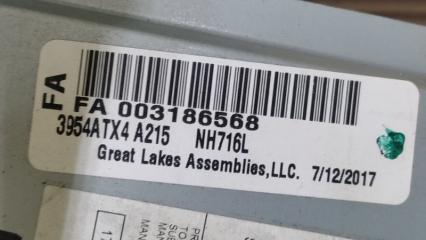 FA
FA 003186568
3954ATX4 A215 NH716L
Great Lakes Assemblies,LLC. 7/12/2017